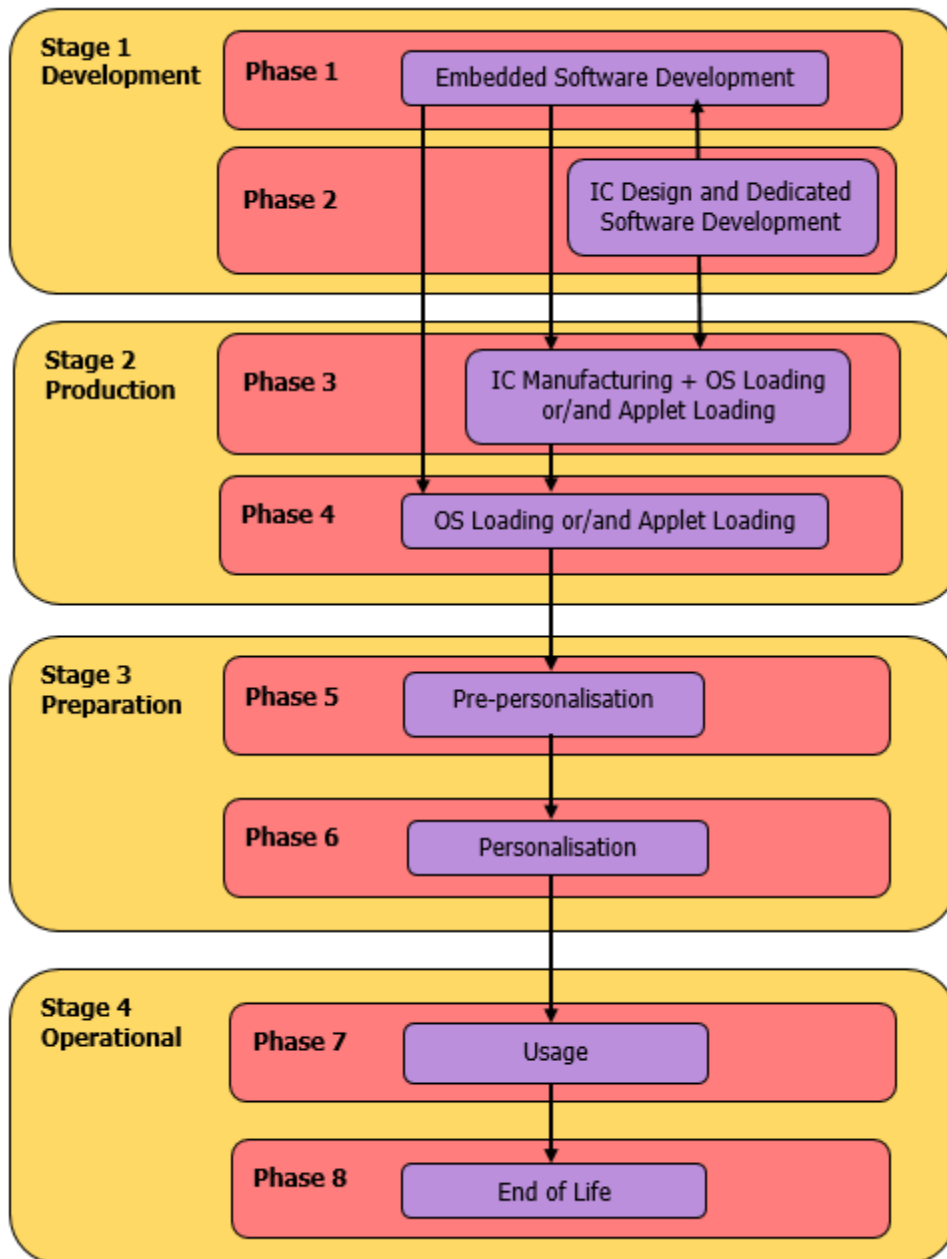 Stage 1
Development
Phase 1
Embedded Software Development
Phase 2
IC Design and Dedicated
Software Development
Stage 2
Production
Phase 3
IC Manufacturing + OS Loading
or/and Applet Loading
Phase 4
OS Loading or/and Applet Loading
Stage 3
Preparation
Phase 5
Pre-personalisation
Phase 6
Personalisation
Stage 4
Operational
Phase 7
Usage
Phase 8
End of Life